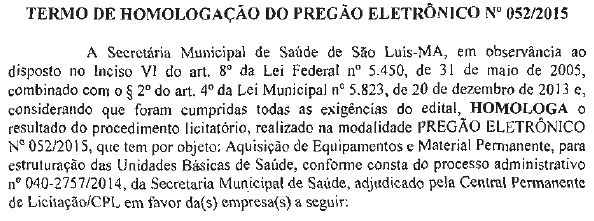 TERMO DE HOMOLOGAÇÃO DO PREGÃO ELETRÔNICO Nº 052/2015
A Secretária Municipal de Saúde de São Luís-MA, em observância ao
disposto no Inciso VI do art. 8º da Lei Federal nº 5.450, de 31 de maio de 2005,
combinado com o § 2º do art. 4º da Lei Municipal nº 5.823, de 20 de dezembro de 2013 e,
considerando que foram cumpridas todas as exigências do edital, HOMOLOGA o
resultado do procedimento licitatório, realizado na modalidade PREGÃO ELETRÔNICO
Nº 052/2015, que tem por objeto: Aquisição de Equipamentos e Material Permanente, para
estruturação das Unidades Básicas de Saúde, conforme consta do processo administrativo
nº 040-2757/2014, da Secretaria Municipal de Saúde, adjudicado pela Central Permanente
de Licitação/CPL em favor da(s) empresa(s) a seguir: